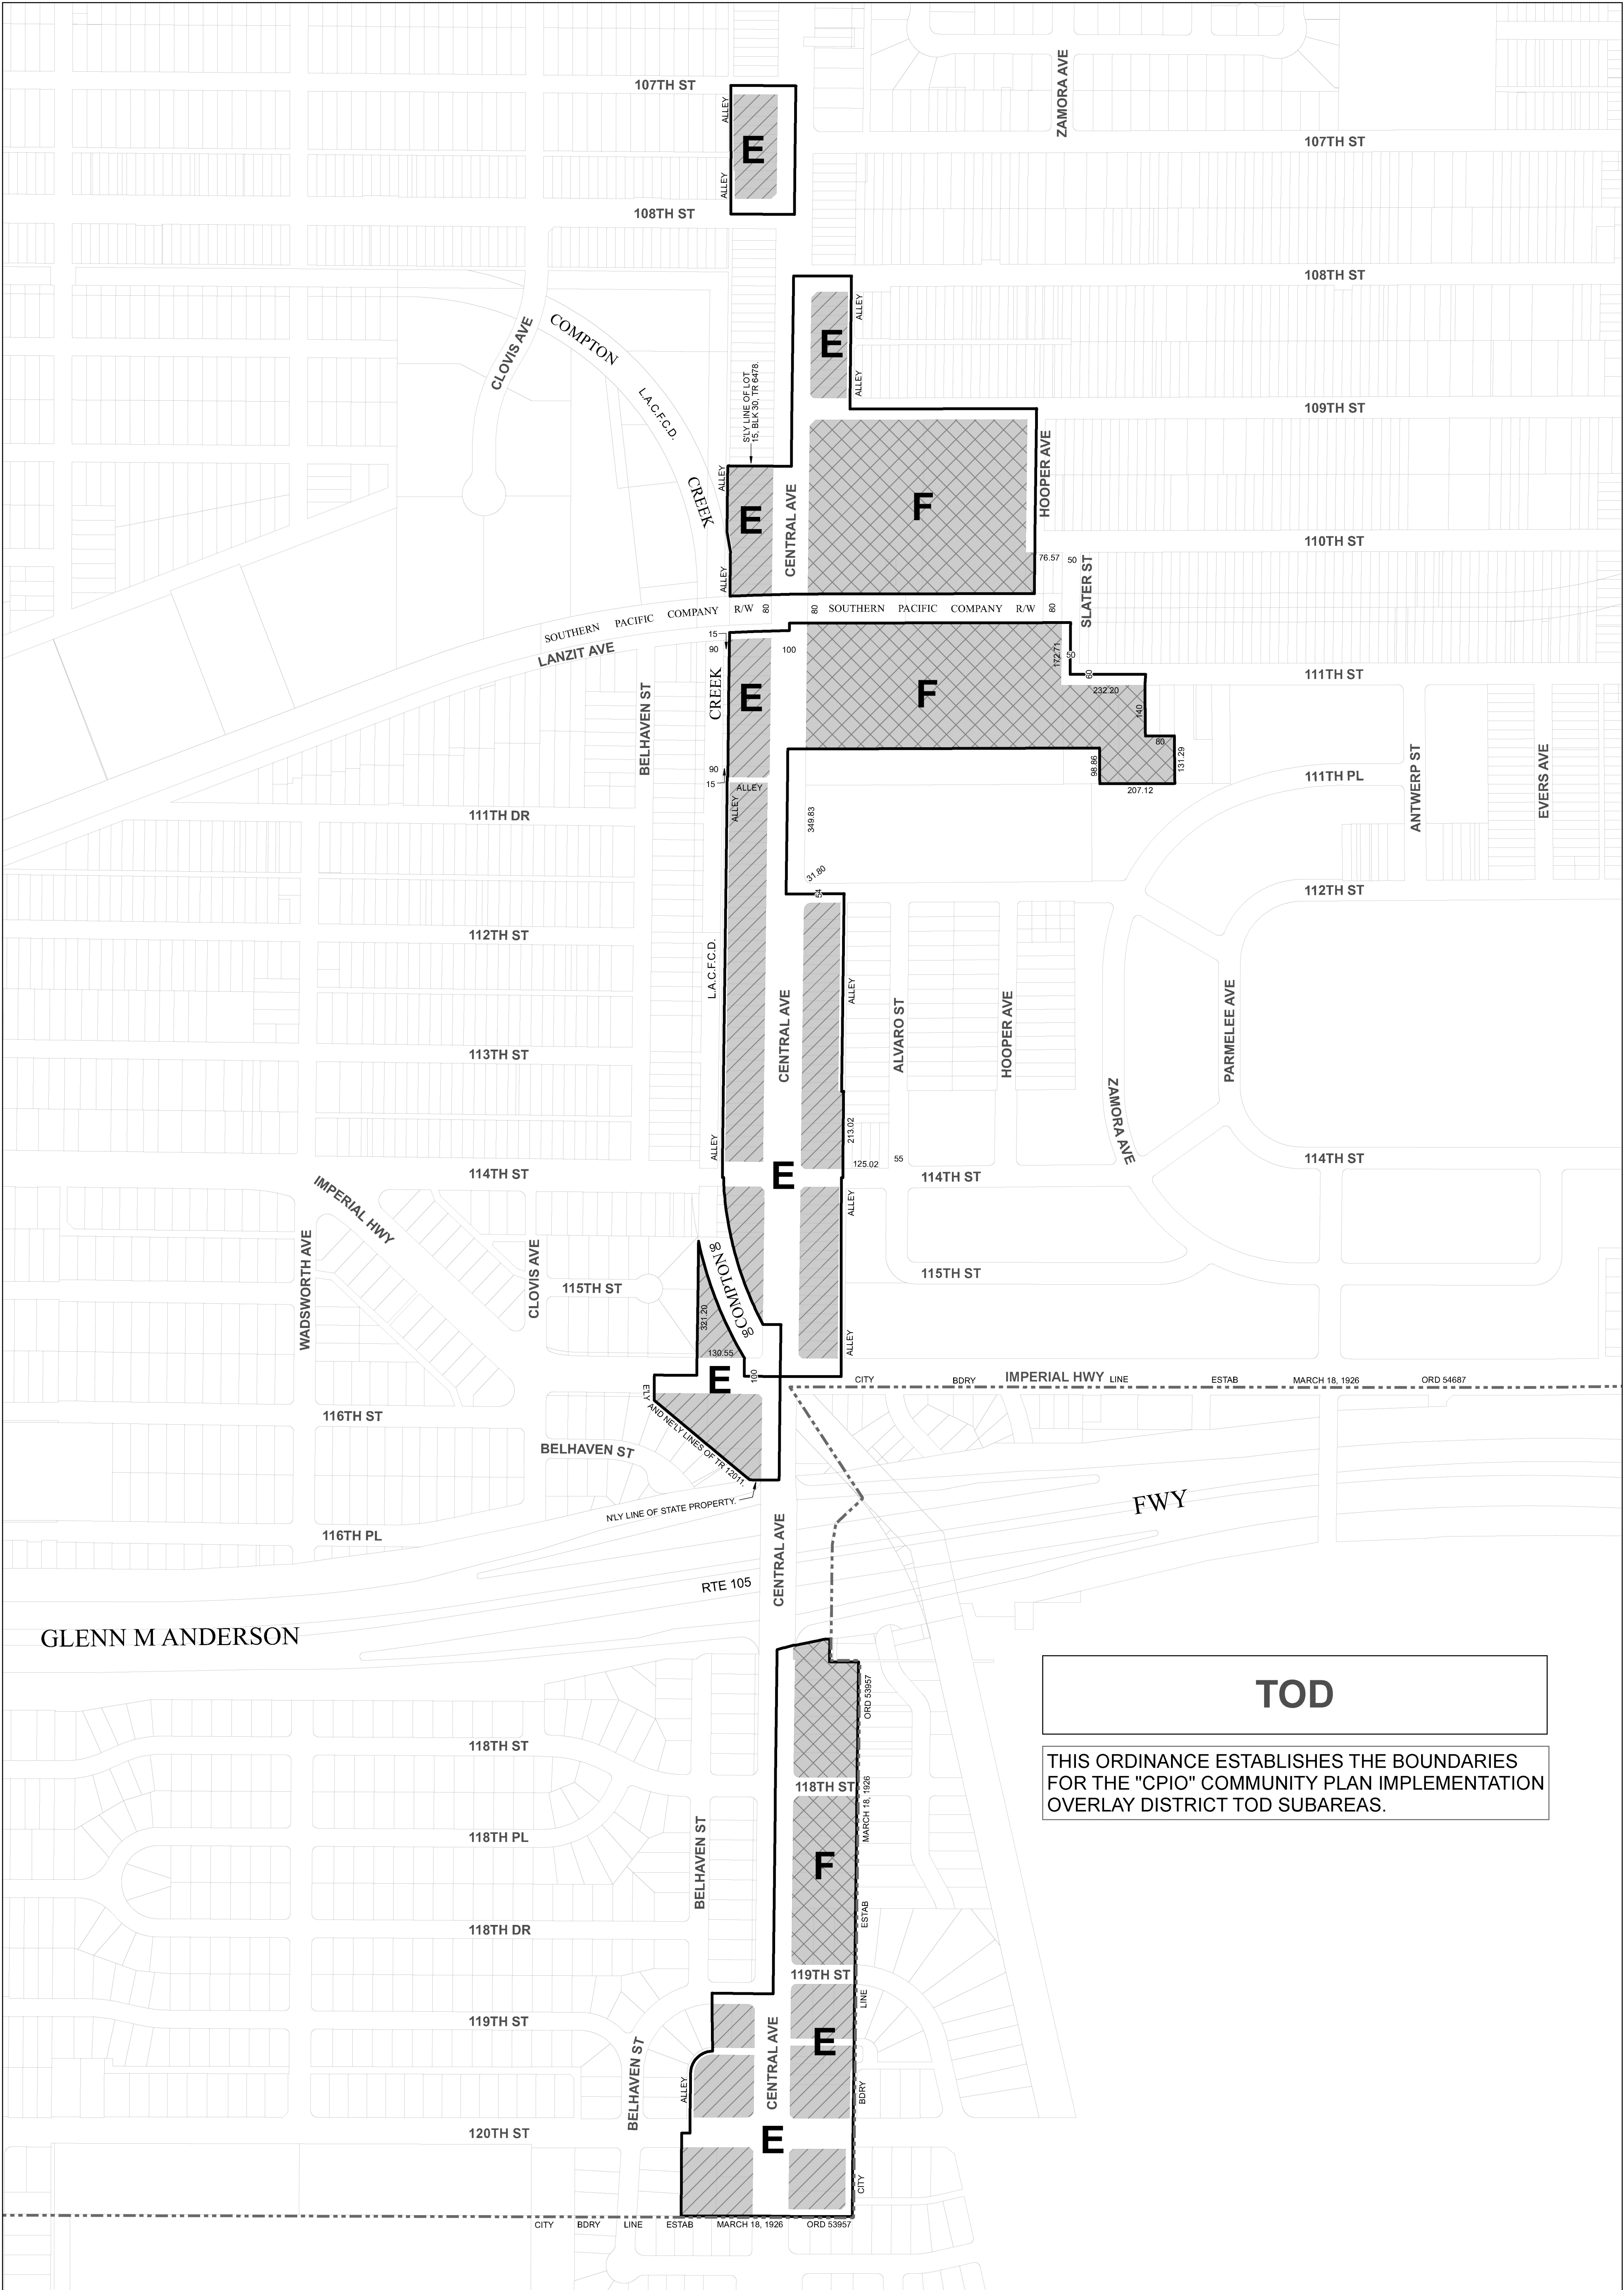 107TH ST
ALLEY
E
ALLEY
108TH ST
ZAMORA AVE
107TH ST
108TH ST
ALLEY
E
ALLEY
109TH ST
CLOVIS AVE
COMPTON
L.A.C.F.C.D.
CREEK
S'LY LINE OF LOT
15, BLK 30, TR 6478.
ALLEY
E
ALLEY
CENTRAL AVE
F
HOOPER AVE
110TH ST
76.57
50
SLATER ST
SOUTHERN PACIFIC COMPANY R/W
80
80
SOUTHERN PACIFIC COMPANY R/W
80
LANZIT AVE
15
90
100
172.71
50
60
111TH ST
BELHAVEN ST
CREEK
E
F
232.20
140
80
131.29
98.86
207.12
90
15
ALLEY
ALLEY
111TH PL
ANTWERP ST
EVERS AVE
111TH DR
349.83
31.80
54
112TH ST
112TH ST
L.A.C.F.C.D.
CENTRAL AVE
ALLEY
ALVARO ST
HOOPER AVE
PARMELEE AVE
113TH ST
ZAMORA AVE
213.02
125.02
55
ALLEY
114TH ST
E
114TH ST
114TH ST
ALLEY
IMPERIAL HWY
WADSWORTH AVE
CLOVIS AVE
115TH ST
90
COMPTON
90
321.20
130.55
115TH ST
ALLEY
E
100
CITY BDRY IMPERIAL HWY LINE ESTAB MARCH 18, 1926 ORD 54687
E'LY
AND NE'LY LINES OF TR 12011.
116TH ST
BELHAVEN ST
N'LY LINE OF STATE PROPERTY.
116TH PL
CENTRAL AVE
FWY
RTE 105
GLENN M ANDERSON
TOD
THIS ORDINANCE ESTABLISHES THE BOUNDARIES
FOR THE "CPIO" COMMUNITY PLAN IMPLEMENTATION
OVERLAY DISTRICT TOD SUBAREAS.
ORD 53957
118TH ST
118TH ST
MARCH 18, 1926
118TH PL
BELHAVEN ST
F
ESTAB
118TH DR
119TH ST
LINE
119TH ST
BELHAVEN ST
CENTRAL AVE
E
ALLEY
BDRY
120TH ST
E
CITY
CITY BDRY LINE ESTAB MARCH 18, 1926 ORD 53957